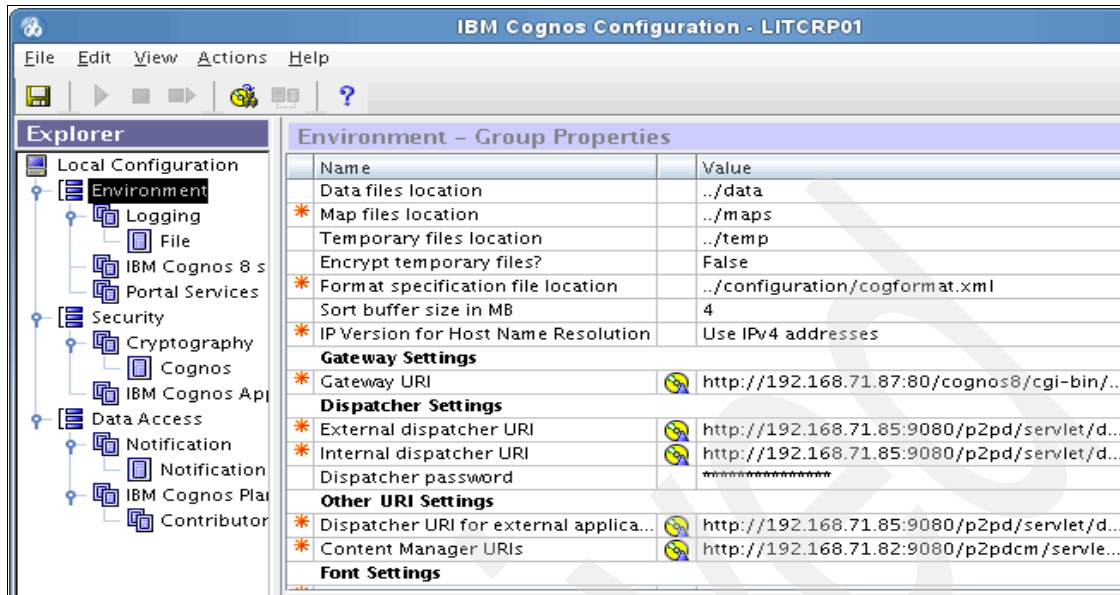 IBM Cognos Configuration - LITCRP01
File Edit View Actions Help
?
Explorer
Local Configuration
Environment
Logging
File
IBM Cognos 8 s
Portal Services
Security
Cryptography
Cognos
IBM Cognos App
Data Access
Notification
Notification
IBM Cognos Plar
Contributor
Environment – Group Properties
Name Value
Data files location ../data
* Map files location ../maps
Temporary files location ../temp
Encrypt temporary files? False
* Format specification file location ../configuration/cogformat.xml
Sort buffer size in MB 4
* IP Version for Host Name Resolution Use IPv4 addresses
Gateway Settings
* Gateway URI http://192.168.71.87:80/cognos8/cgi-bin/...
Dispatcher Settings
* External dispatcher URI http://192.168.71.85:9080/p2pd/servlet/d...
* Internal dispatcher URI http://192.168.71.85:9080/p2pd/servlet/d...
Dispatcher password ****************
Other URI Settings
* Dispatcher URI for external applica... http://192.168.71.85:9080/p2pd/servlet/d...
* Content Manager URIs http://192.168.71.82:9080/p2pdcm/servle...
Font Settings